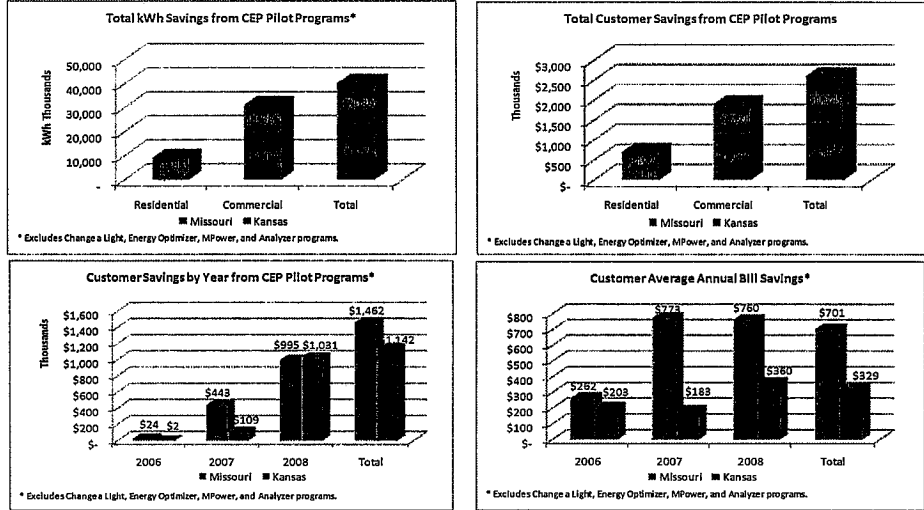 Total kWh Savings from CEP Pilot Programs*
kWh Thousands
50,000
40,000
30,000
20,000
10,000
-
Residential Commercial Total
Missouri Kansas
* Excludes Change a Light, Energy Optimizer, MPower, and Analyzer programs.
Total Customer Savings from CEP Pilot Programs
Thousands
$3,000
$2,500
$2,000
$1,500
$1,000
$500
$-
Residential Commercial Total
Missouri Kansas
* Excludes Change a Light, Energy Optimizer, MPower, and Analyzer programs.
Customer Savings by Year from CEP Pilot Programs*
Thousands
$1,600
$1,400
$1,200
$1,000
$800
$600
$400
$200
$-
$24 $2
$443 $109
$995 $1,031
$1,462 $1,142
2006 2007 2008 Total
Missouri Kansas
* Excludes Change a Light, Energy Optimizer, MPower, and Analyzer programs.
Customer Average Annual Bill Savings*
$800
$700
$600
$500
$400
$300
$200
$100
$-
$262 $203
$773 $183
$760 $360
$701 $329
2006 2007 2008 Total
Missouri Kansas
* Excludes Change a Light, Energy Optimizer, MPower, and Analyzer programs.